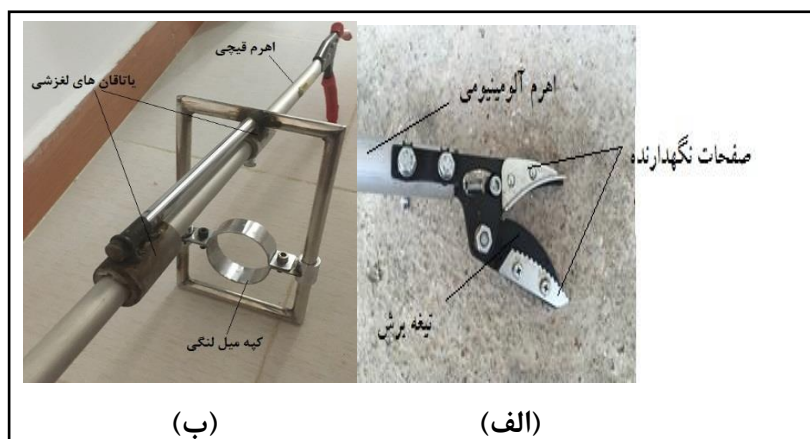 اهرم قیچی
یاتاقان های لغزشی
کپه میل لنگی
اهرم آلومینیومی
صفحات نگهدارنده
تیغه برش
(الف)
(ب)